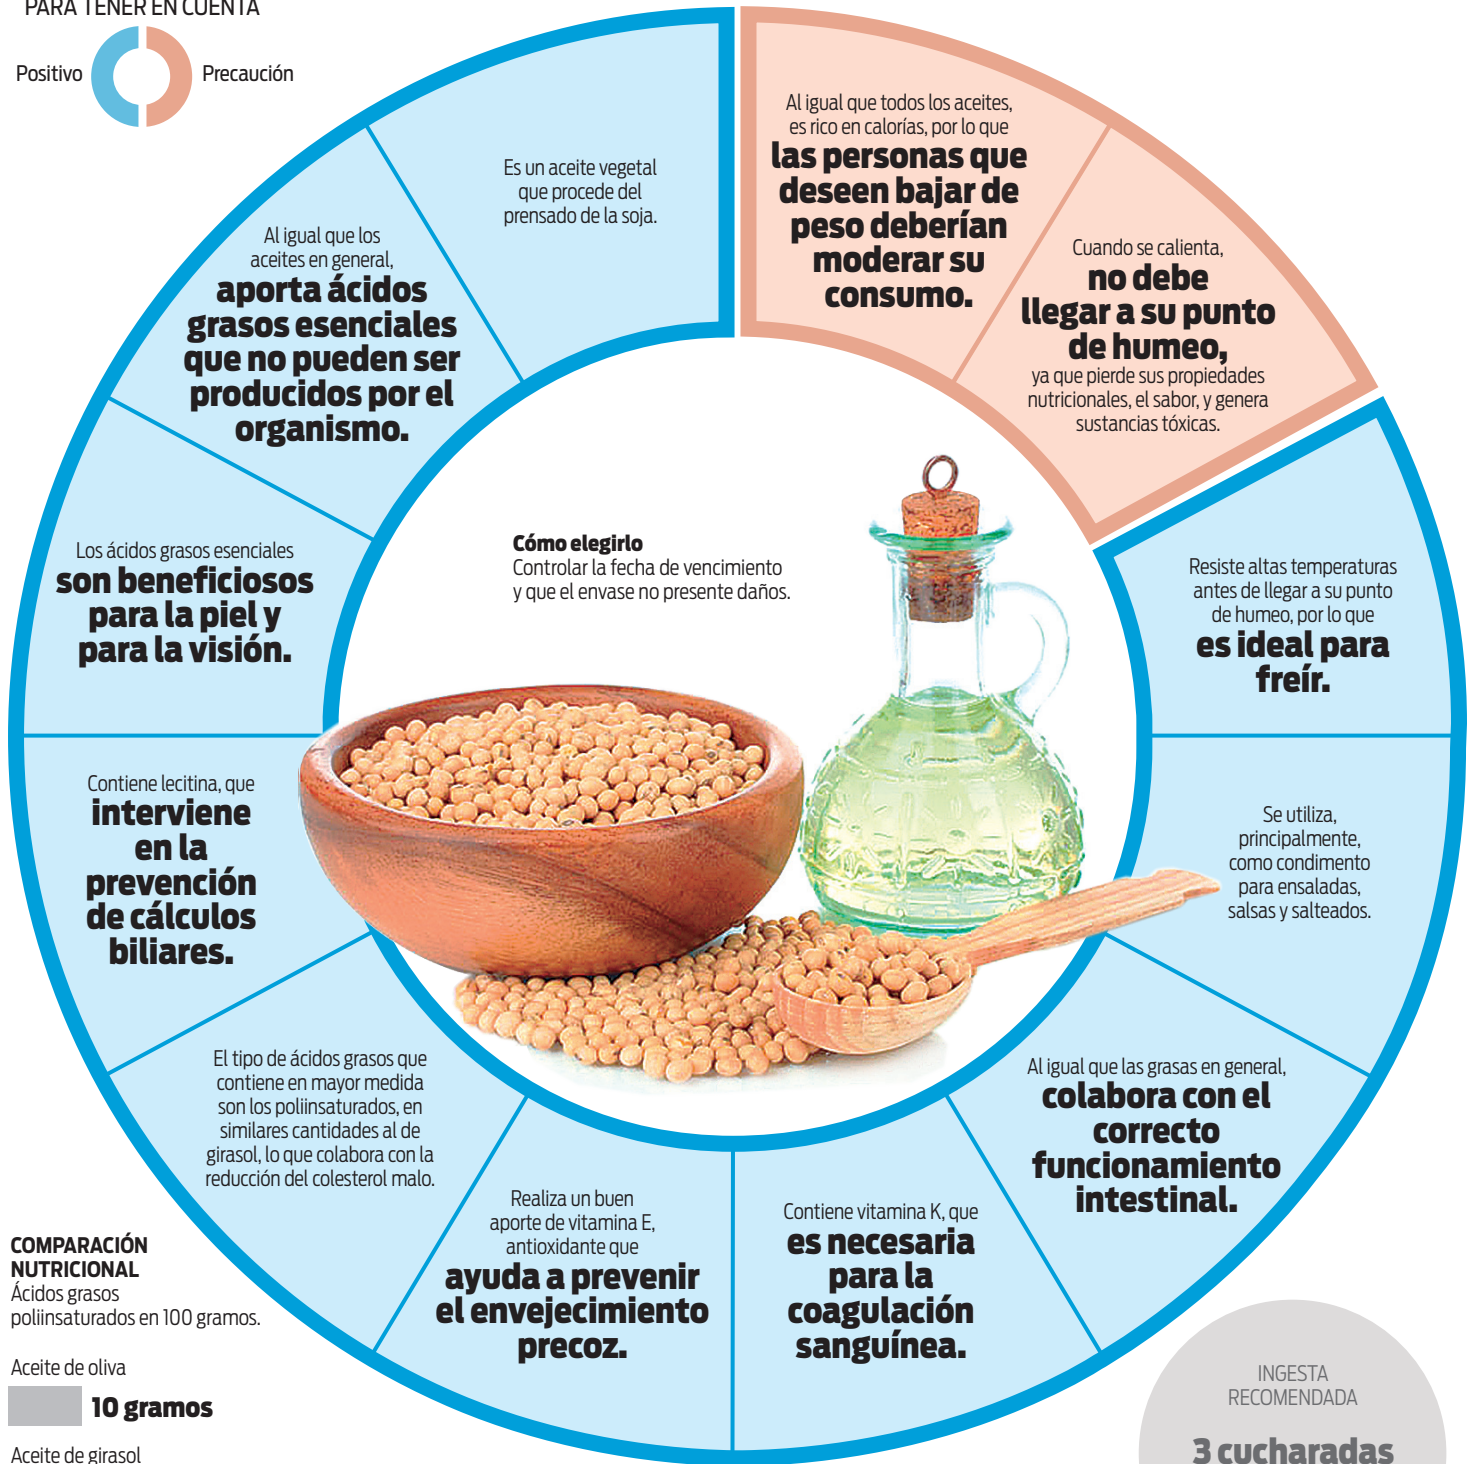 PARA TENER EN CUENTA
Positivo
Precaución
Al igual que todos los aceites,
es rico en calorías, por lo que
las personas que
deseen bajar de
peso deberían
moderar su
consumo.
Cuando se calienta,
no debe
llegar a su punto
de humeo,
ya que pierde sus propiedades
nutricionales, el sabor, y genera
sustancias tóxicas.
Resiste altas temperaturas
antes de llegar a su punto
de humeo, por lo que
es ideal para
freír.
Se utiliza,
principalmente,
como condimento
para ensaladas,
salsas y salteados.
Al igual que las grasas en general,
colabora con el
correcto
funcionamiento
intestinal.
Contiene vitamina K, que
es necesaria
para la
coagulación
sanguínea.
Realiza un buen
aporte de vitamina E,
antioxidante que
ayuda a prevenir
el envejecimiento
precoz.
El tipo de ácidos grasos que
contiene en mayor medida
son los poliinsaturados, en
similares cantidades al de
girasol, lo que colabora con la
reducción del colesterol malo.
Contiene lecitina, que
interviene
en la
prevención
de cálculos
biliares.
Los ácidos grasos esenciales
son beneficiosos
para la piel y
para la visión.
Al igual que los
aceites en general,
aporta ácidos
grasos esenciales
que no pueden ser
producidos por el
organismo.
Es un aceite vegetal
que procede del
prensado de la soja.
Cómo elegirlo
Controlar la fecha de vencimiento
y que el envase no presente daños.
COMPARACIÓN
NUTRICIONAL
Ácidos grasos
poliinsaturados en 100 gramos.
Aceite de oliva
10 gramos
Aceite de girasol
INGESTA
RECOMENDADA
3 cucharadas